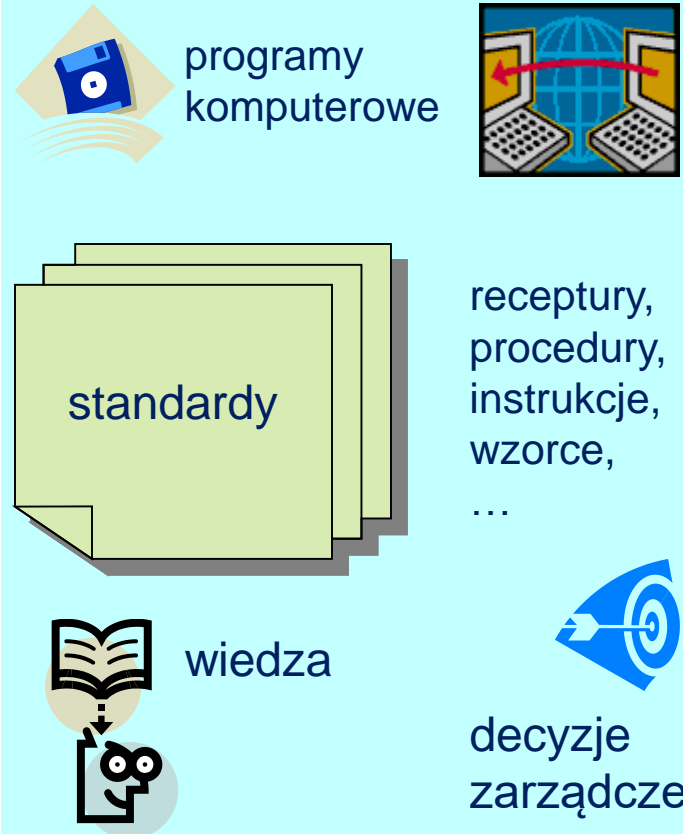 programy
komputerowe
standardy
receptury,
procedury,
instrukcje,
wzorce,
…
wiedza
decyzje
zarządcze